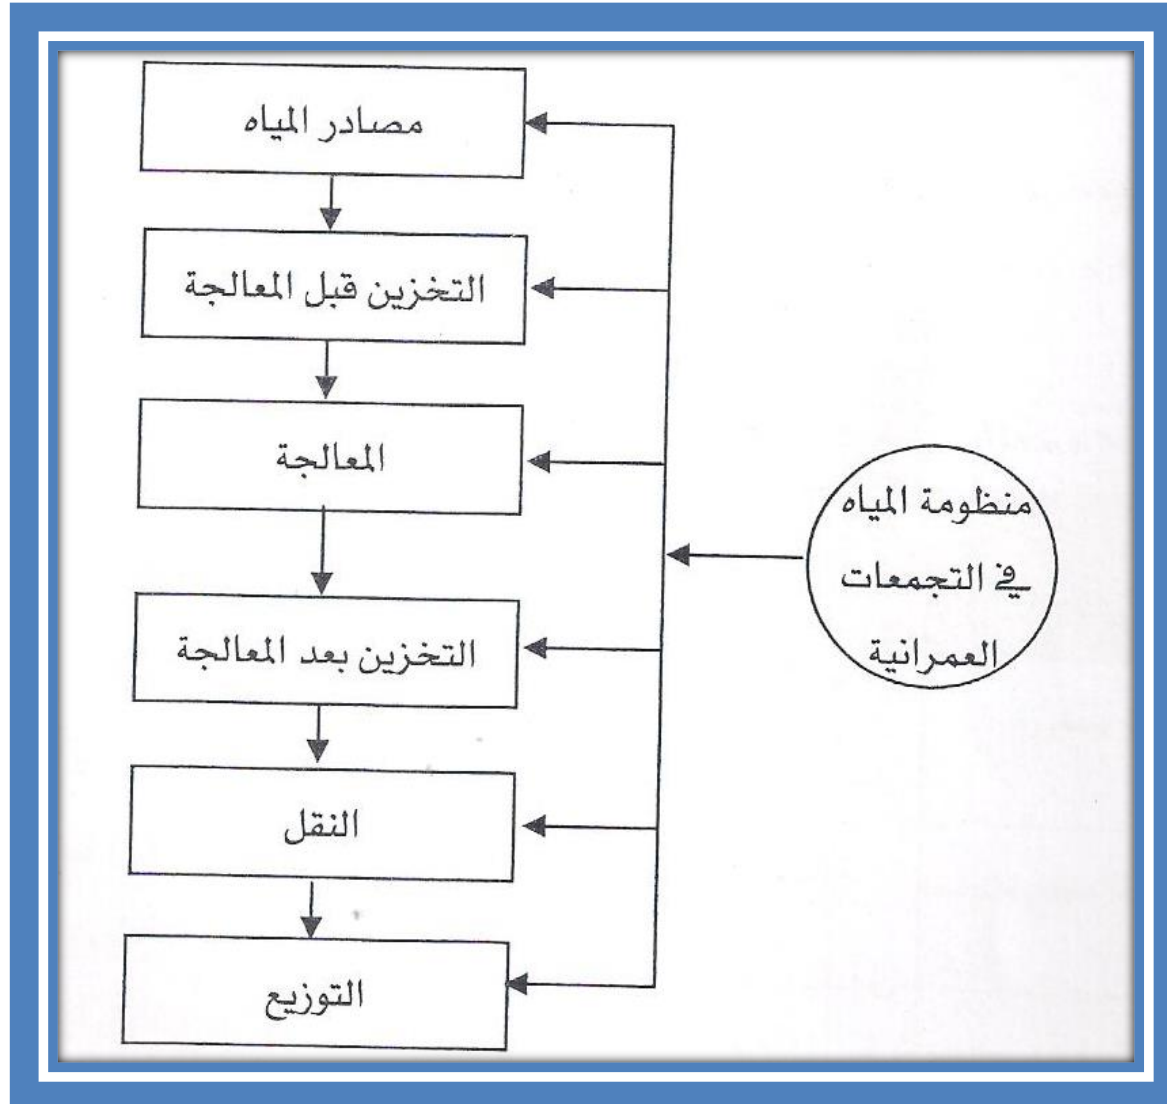 مصادر المياه
التخزين قبل المعالجة
المعالجة
التخزين بعد المعالجة
النقل
التوزيع
منظومة المياه
في التجمعات
العمرانية